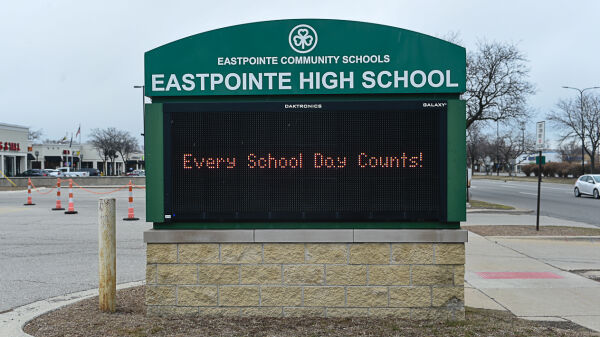 EASTPOINTE COMMUNITY SCHOOLS
EASTPOINTE HIGH SCHOOL
DAKTRONICS GALAXY
Every School Day Counts!